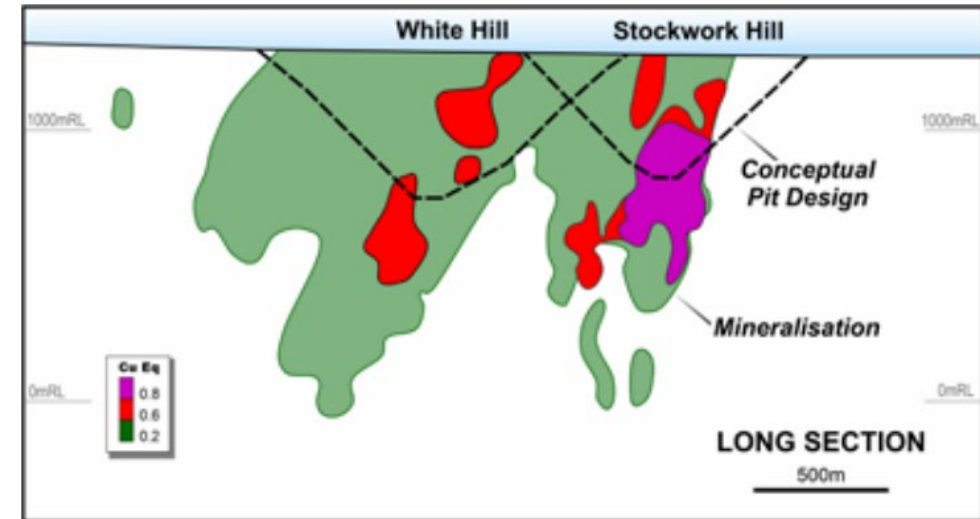 White Hill
Stockwork Hill
1000mRL
1000mRL
Conceptual
Pit Design
Mineralisation
Cu Eq
0.8
0.6
0.2
0mRL
0mRL
LONG SECTION
500m